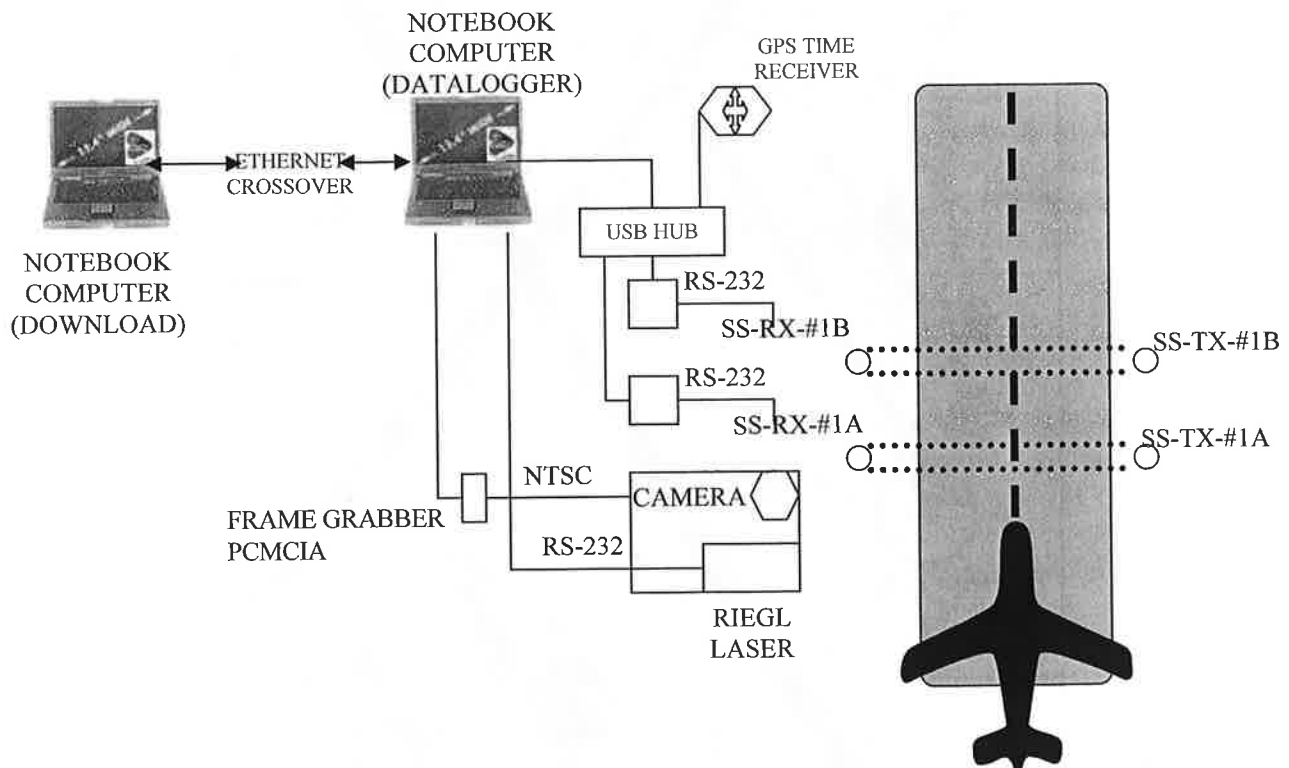 NOTEBOOK
COMPUTER
(DATALOGGER)
GPS TIME
RECEIVER
ETHERNET
CROSSOVER
NOTEBOOK
COMPUTER
(DOWNLOAD)
USB HUB
RS-232
SS-RX-#1B
SS-TX-#1B
RS-232
SS-RX-#1A
SS-TX-#1A
NTSC
CAMERA
FRAME GRABBER
PCMCIA
RS-232
RIEGL
LASER